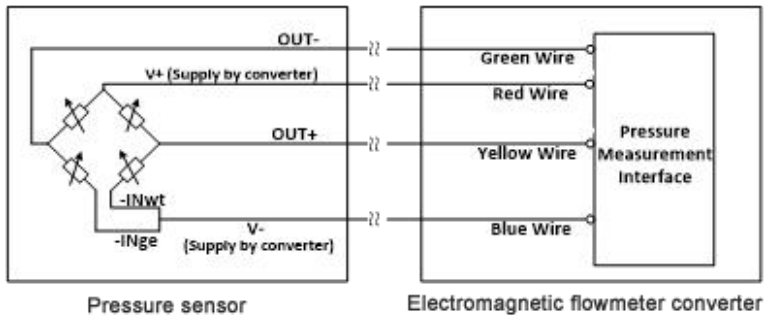 OUT-
Green Wire
V+ (Supply by converter)
Red Wire
OUT+
Yellow Wire
Pressure
Measurement
Interface
-INwt
-INge
V-
(Supply by converter)
Blue Wire
Pressure sensor
Electromagnetic flowmeter converter